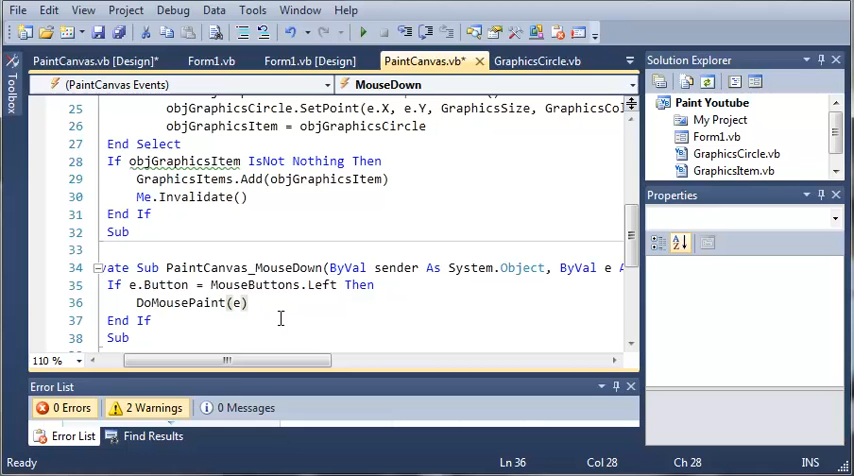 File Edit View Project Debug Data Tools Window Help
PaintCanvas.vb [Design]* Form1.vb Form1.vb [Design] PaintCanvas.vb* GraphicsCircle.vb
(PaintCanvas Events) MouseDown
25 objGraphicsCircle.SetPoint(e.X, e.Y, GraphicsSize, GraphicsCol
26 objGraphicsItem = objGraphicsCircle
27 End Select
28 If objGraphicsItem IsNot Nothing Then
29 GraphicsItems.Add(objGraphicsItem)
30 Me.Invalidate()
31 End If
32 Sub
33
34 vate Sub PaintCanvas_MouseDown(ByVal sender As System.Object, ByVal e A
35 If e.Button = MouseButtons.Left Then
36 DoMousePaint(e)
37 End If
38 Sub
110 %
Toolbox
Solution Explorer
Paint Youtube
My Project
Form1.vb
GraphicsCircle.vb
GraphicsItem.vb
Properties
Error List
0 Errors 2 Warnings 0 Messages
Error List Find Results
Ready Ln 36 Col 28 Ch 28 INS